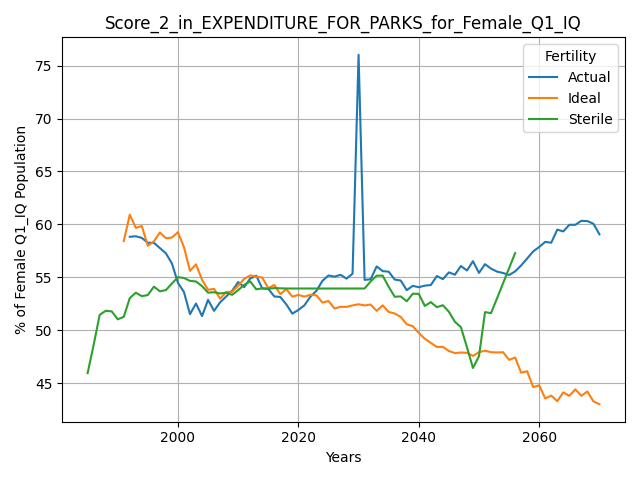 Score_2_in_EXPENDITURE_FOR_PARKS_for_Female_Q1_IQ
Fertility
Actual
Ideal
Sterile
% of Female Q1_IQ Population
75
70
65
60
55
50
45
2000
2020
2040
2060
Years